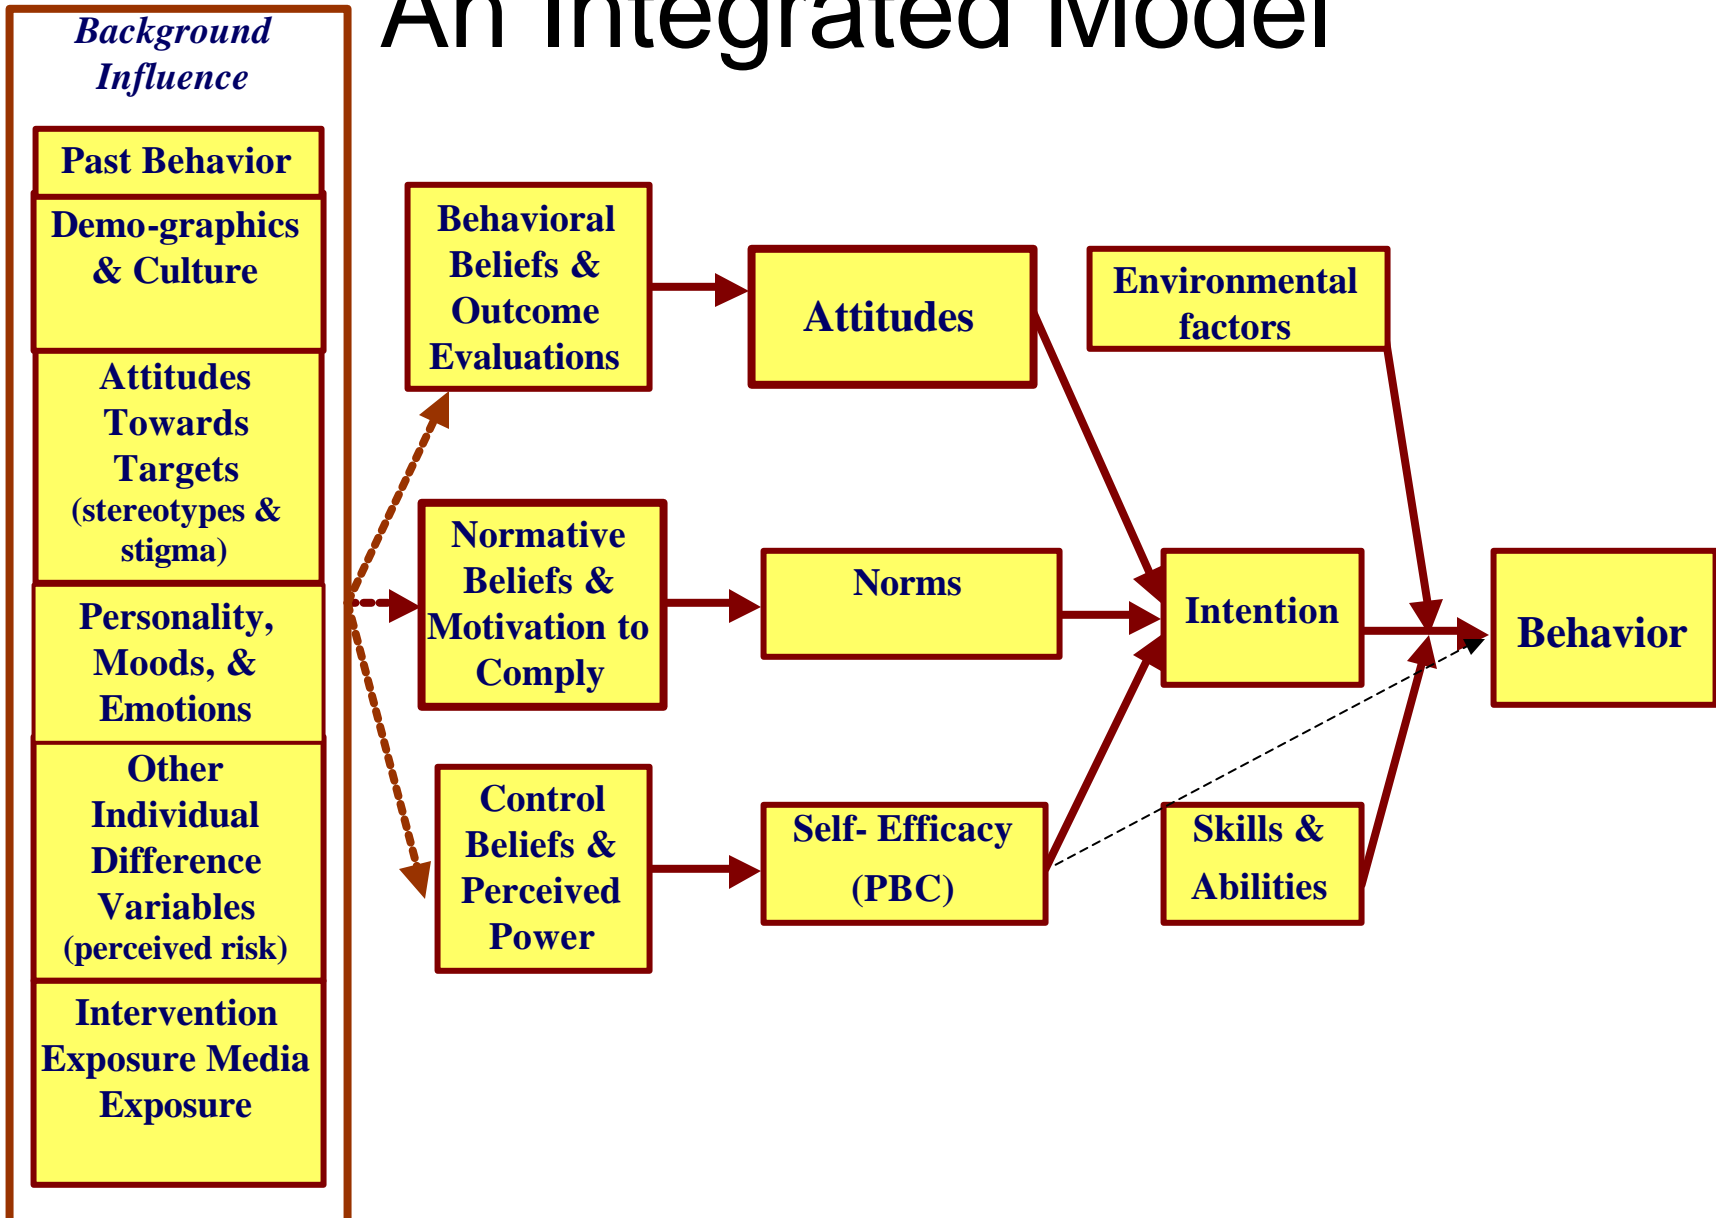 An Integrated Model
Background
Influence
Past Behavior
Demo-graphics
& Culture
Attitudes
Towards
Targets
(stereotypes &
stigma)
Personality,
Moods, &
Emotions
Other
Individual
Difference
Variables
(perceived risk)
Intervention
Exposure Media
Exposure
Behavioral
Beliefs &
Outcome
Evaluations
Normative
Beliefs &
Motivation to
Comply
Control
Beliefs &
Perceived
Power
Attitudes
Norms
Self- Efficacy
(PBC)
Environmental
factors
Intention
Skills &
Abilities
Behavior